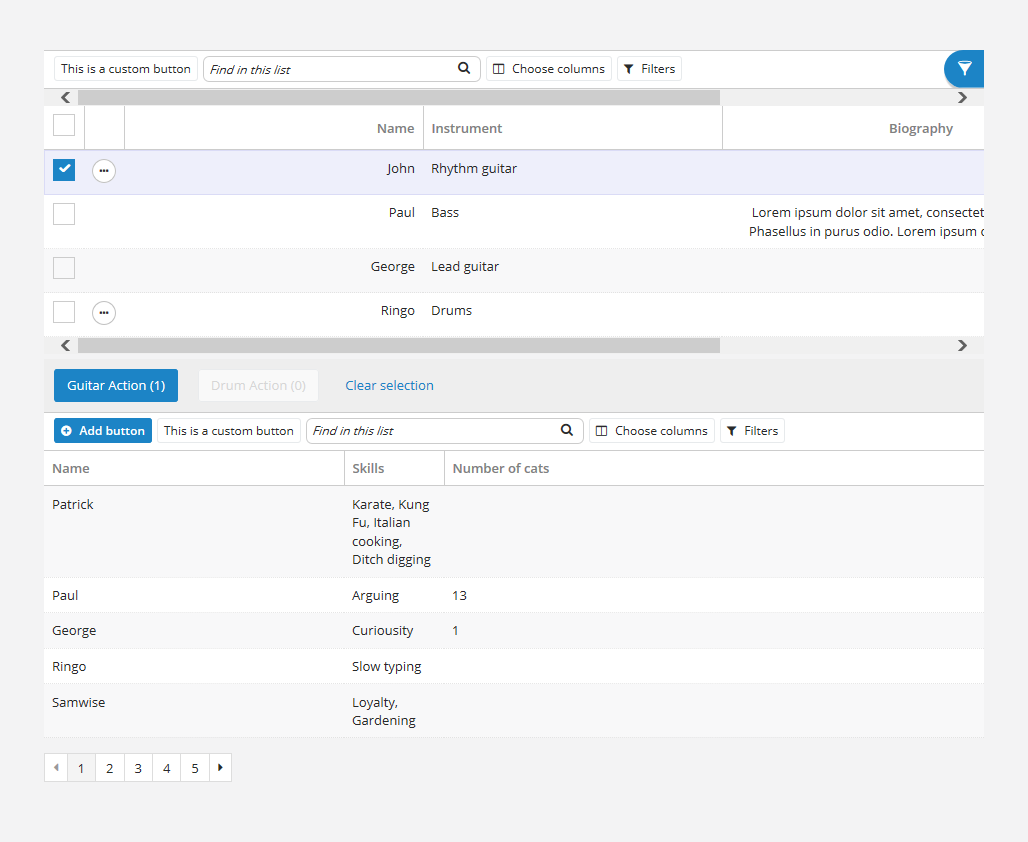 This is a custom button Find in this list Choose columns Filters
Name Instrument Biography
John Rhythm guitar
Paul Bass Lorem ipsum dolor sit amet, consectet
Phasellus in purus odio. Lorem ipsum
George Lead guitar
Ringo Drums
Guitar Action (1) Drum Action (0) Clear selection
Add button This is a custom button Find in this list Choose columns Filters
Name Skills Number of cats
Patrick Karate, Kung
Fu, Italian
cooking,
Ditch digging
Paul Arguing 13
George Curiousity 1
Ringo Slow typing
Samwise Loyalty,
Gardening
1 2 3 4 5